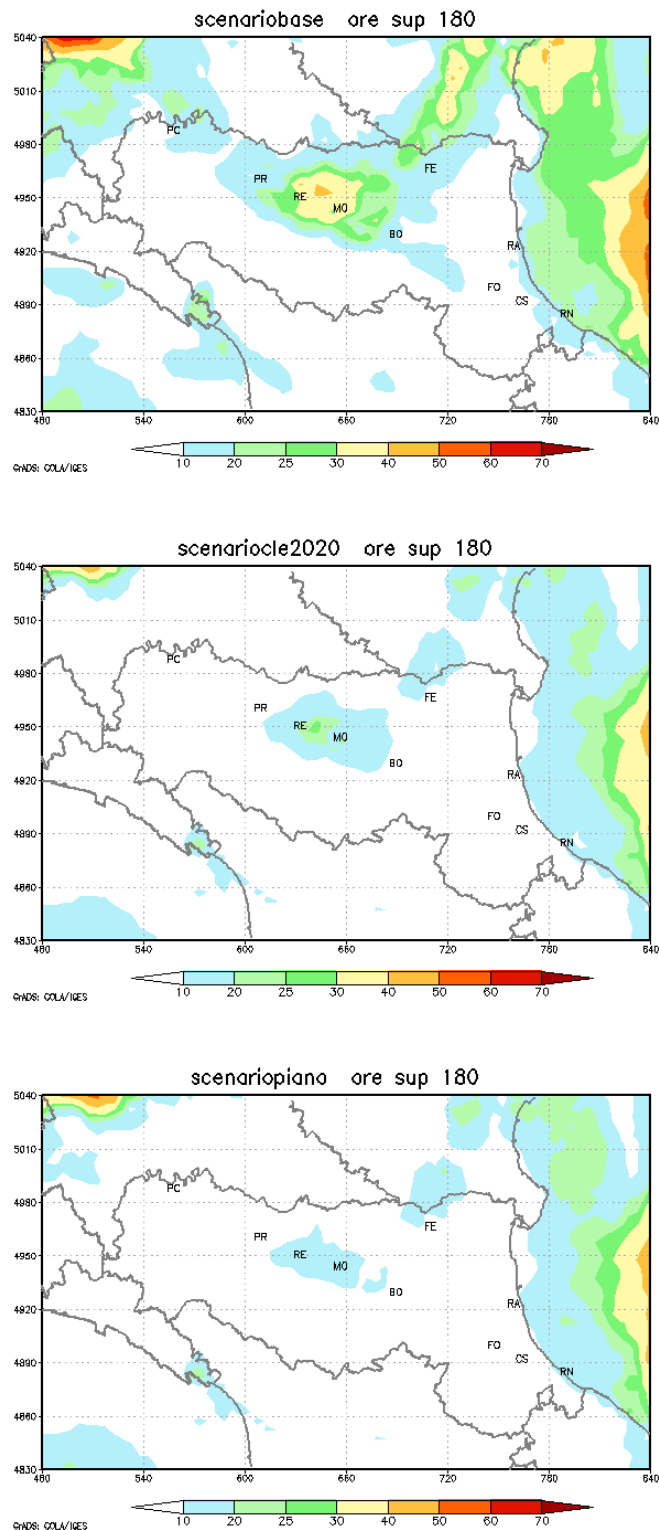 scenariobase ore sup 180
5040
5010
4980
4950
4920
4890
4860
4830
PC
PR
RE
MO
FE
BO
RA
FO
CS
RN
480 540 600 660 720 780 840
10 20 25 30 40 50 60 70
GrADS: COLA/IGES
scenariocle2020 ore sup 180
5040
5010
4980
4950
4920
4890
4860
4830
PC
PR
RE
MO
FE
BO
RA
FO
CS
RN
480 540 600 660 720 780 840
10 20 25 30 40 50 60 70
GrADS: COLA/IGES
scenariopiano ore sup 180
5040
5010
4980
4950
4920
4890
4860
4830
PC
PR
RE
MO
FE
BO
RA
FO
CS
RN
480 540 600 660 720 780 840
10 20 25 30 40 50 60 70
GrADS: COLA/IGES